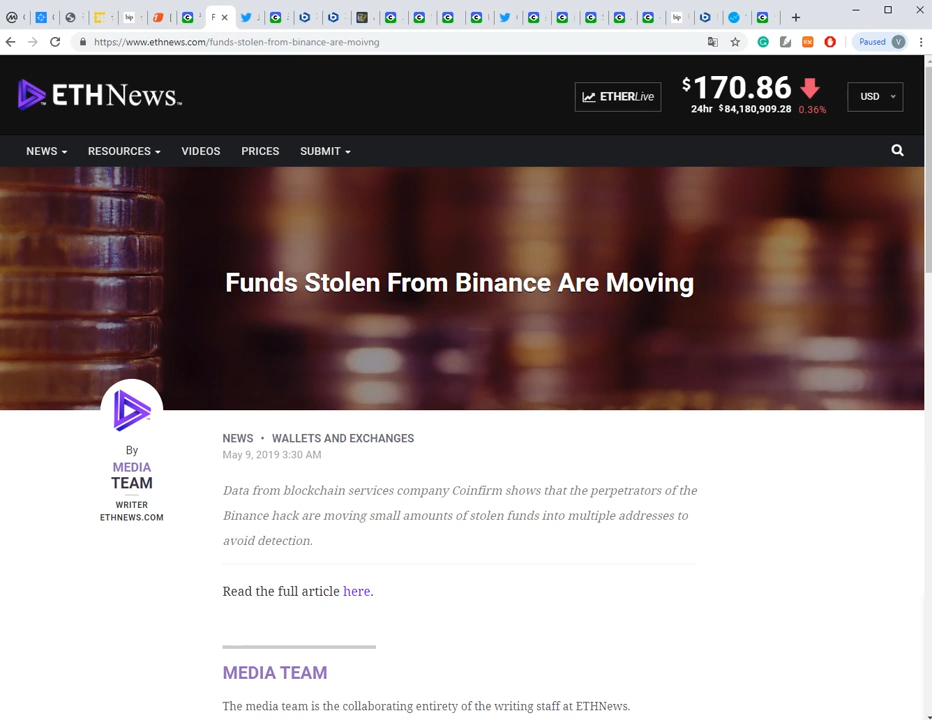 https://www.ethnews.com/funds-stolen-from-binance-are-moivng
Paused V
ETHNews™
ETHERLive
$170.86
24hr $84,180,909.28 0.36%
USD
NEWS RESOURCES VIDEOS PRICES SUBMIT
Funds Stolen From Binance Are Moving
By
MEDIA
TEAM
WRITER
ETHNEWS.COM
NEWS • WALLETS AND EXCHANGES
May 9, 2019 3:30 AM
Data from blockchain services company Coinfirm shows that the perpetrators of the
Binance hack are moving small amounts of stolen funds into multiple addresses to
avoid detection.
Read the full article here.
MEDIA TEAM
The media team is the collaborating entirety of the writing staff at ETHNews.